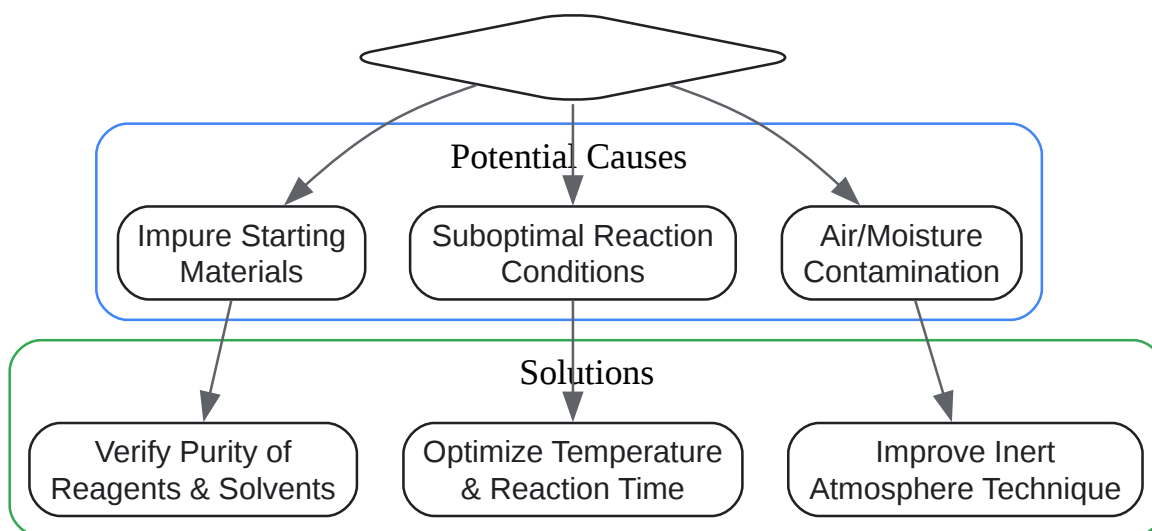 Potential Causes
Impure Starting
Materials
Suboptimal Reaction
Conditions
Air/Moisture
Contamination
Solutions
Verify Purity of
Reagents & Solvents
Optimize Temperature
& Reaction Time
Improve Inert
Atmosphere Technique